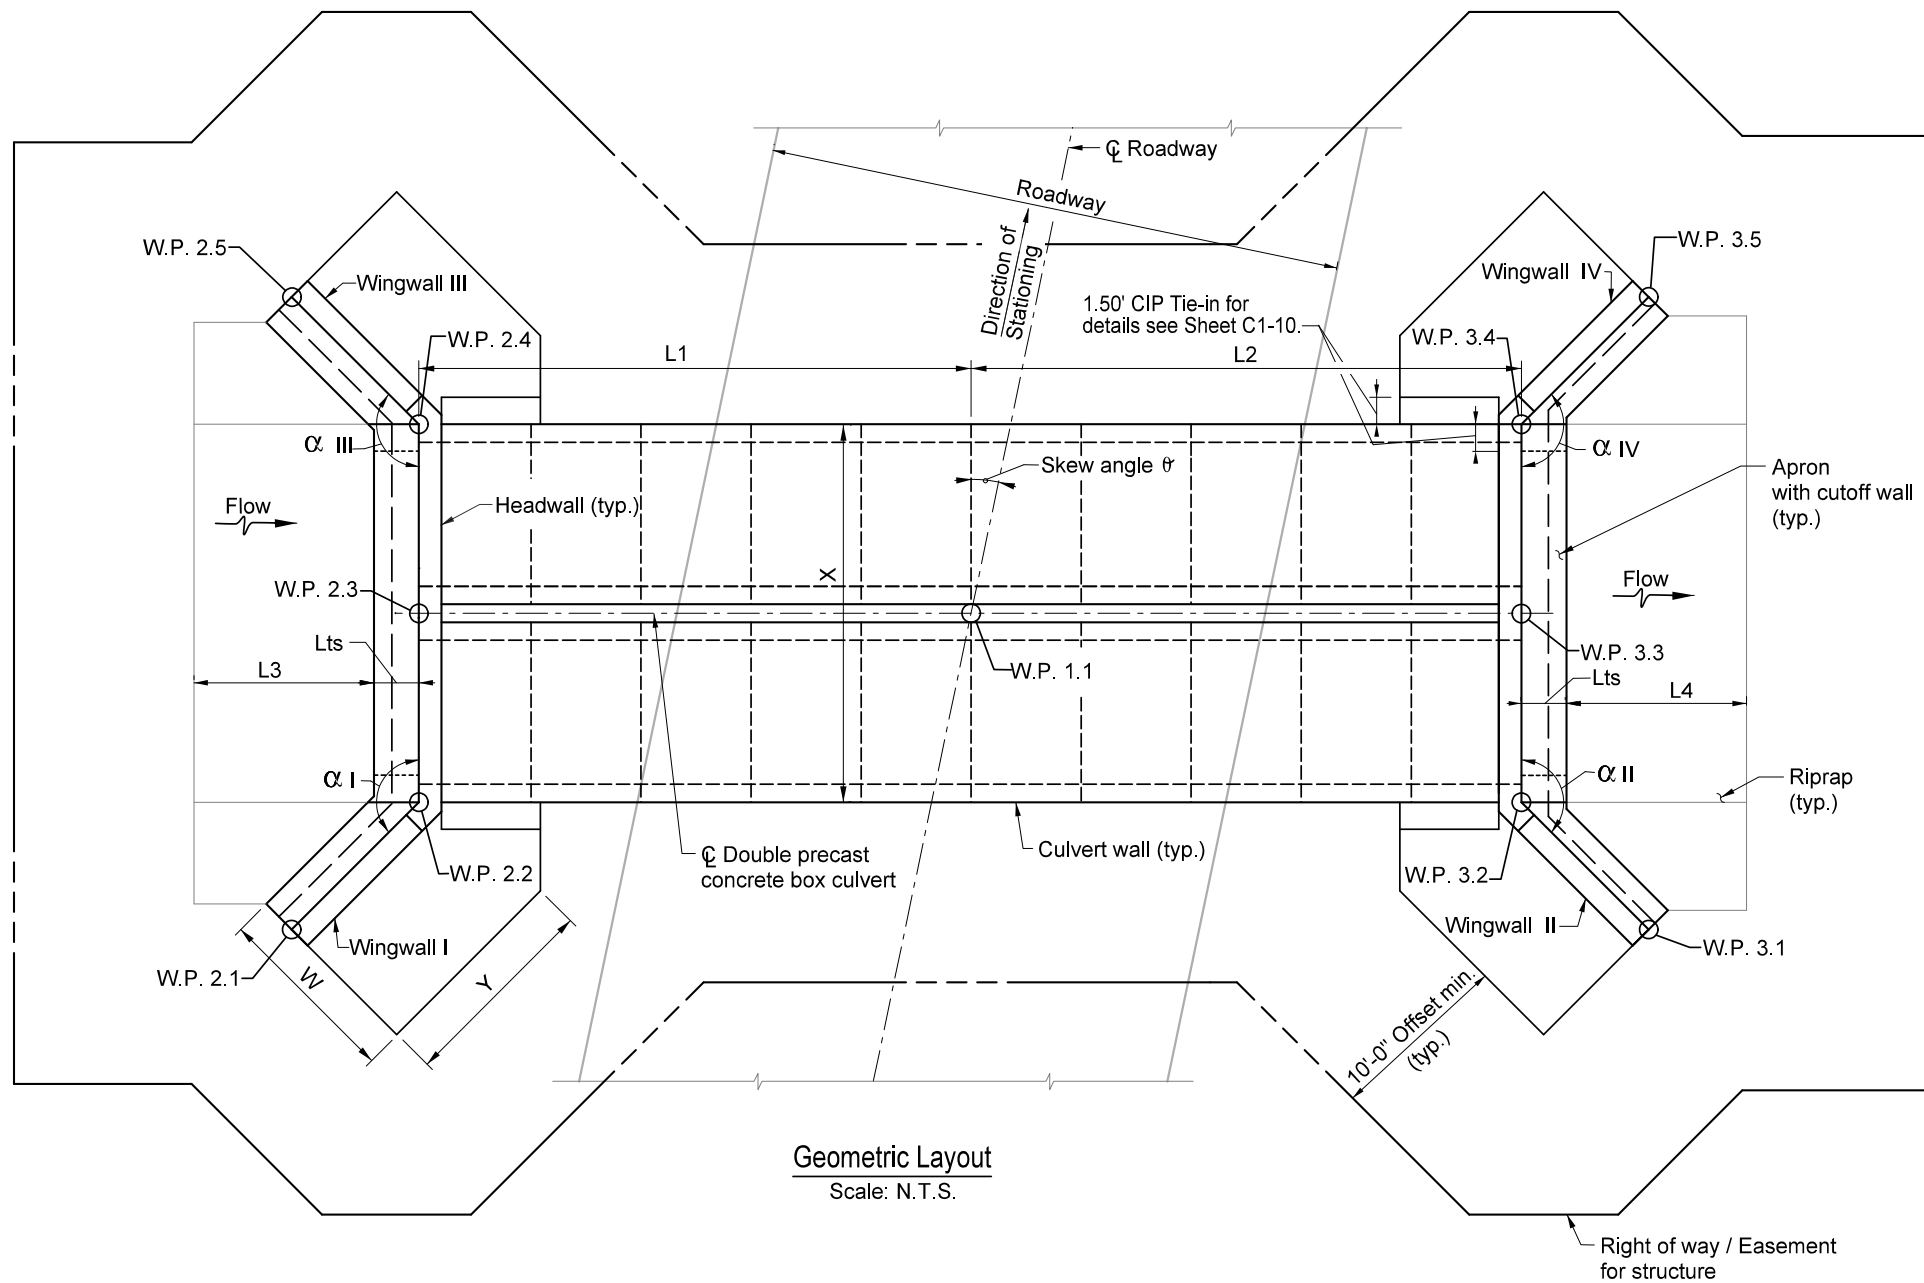 ℄ Roadway
Roadway
W.P. 2.5
W.P. 3.5
Wingwall III
Wingwall IV
Direction of
Stationing
1.50' CIP Tie-in for
details see Sheet C1-10.
W.P. 2.4
W.P. 3.4
L1
L2
α III
α IV
Skew angle θ
Apron
with cutoff wall
(typ.)
Flow
Headwall (typ.)
X
W.P. 2.3
Flow
Lts
W.P. 1.1
W.P. 3.3
L3
Lts
L4
α I
α II
Riprap
(typ.)
℄ Double precast
concrete box culvert
Culvert wall (typ.)
W.P. 2.2
W.P. 3.2
Wingwall I
Wingwall II
W.P. 2.1
W.P. 3.1
W
Y
10'-0" Offset min.
(typ.)
Geometric Layout
Scale: N.T.S.
Right of way / Easement
for structure